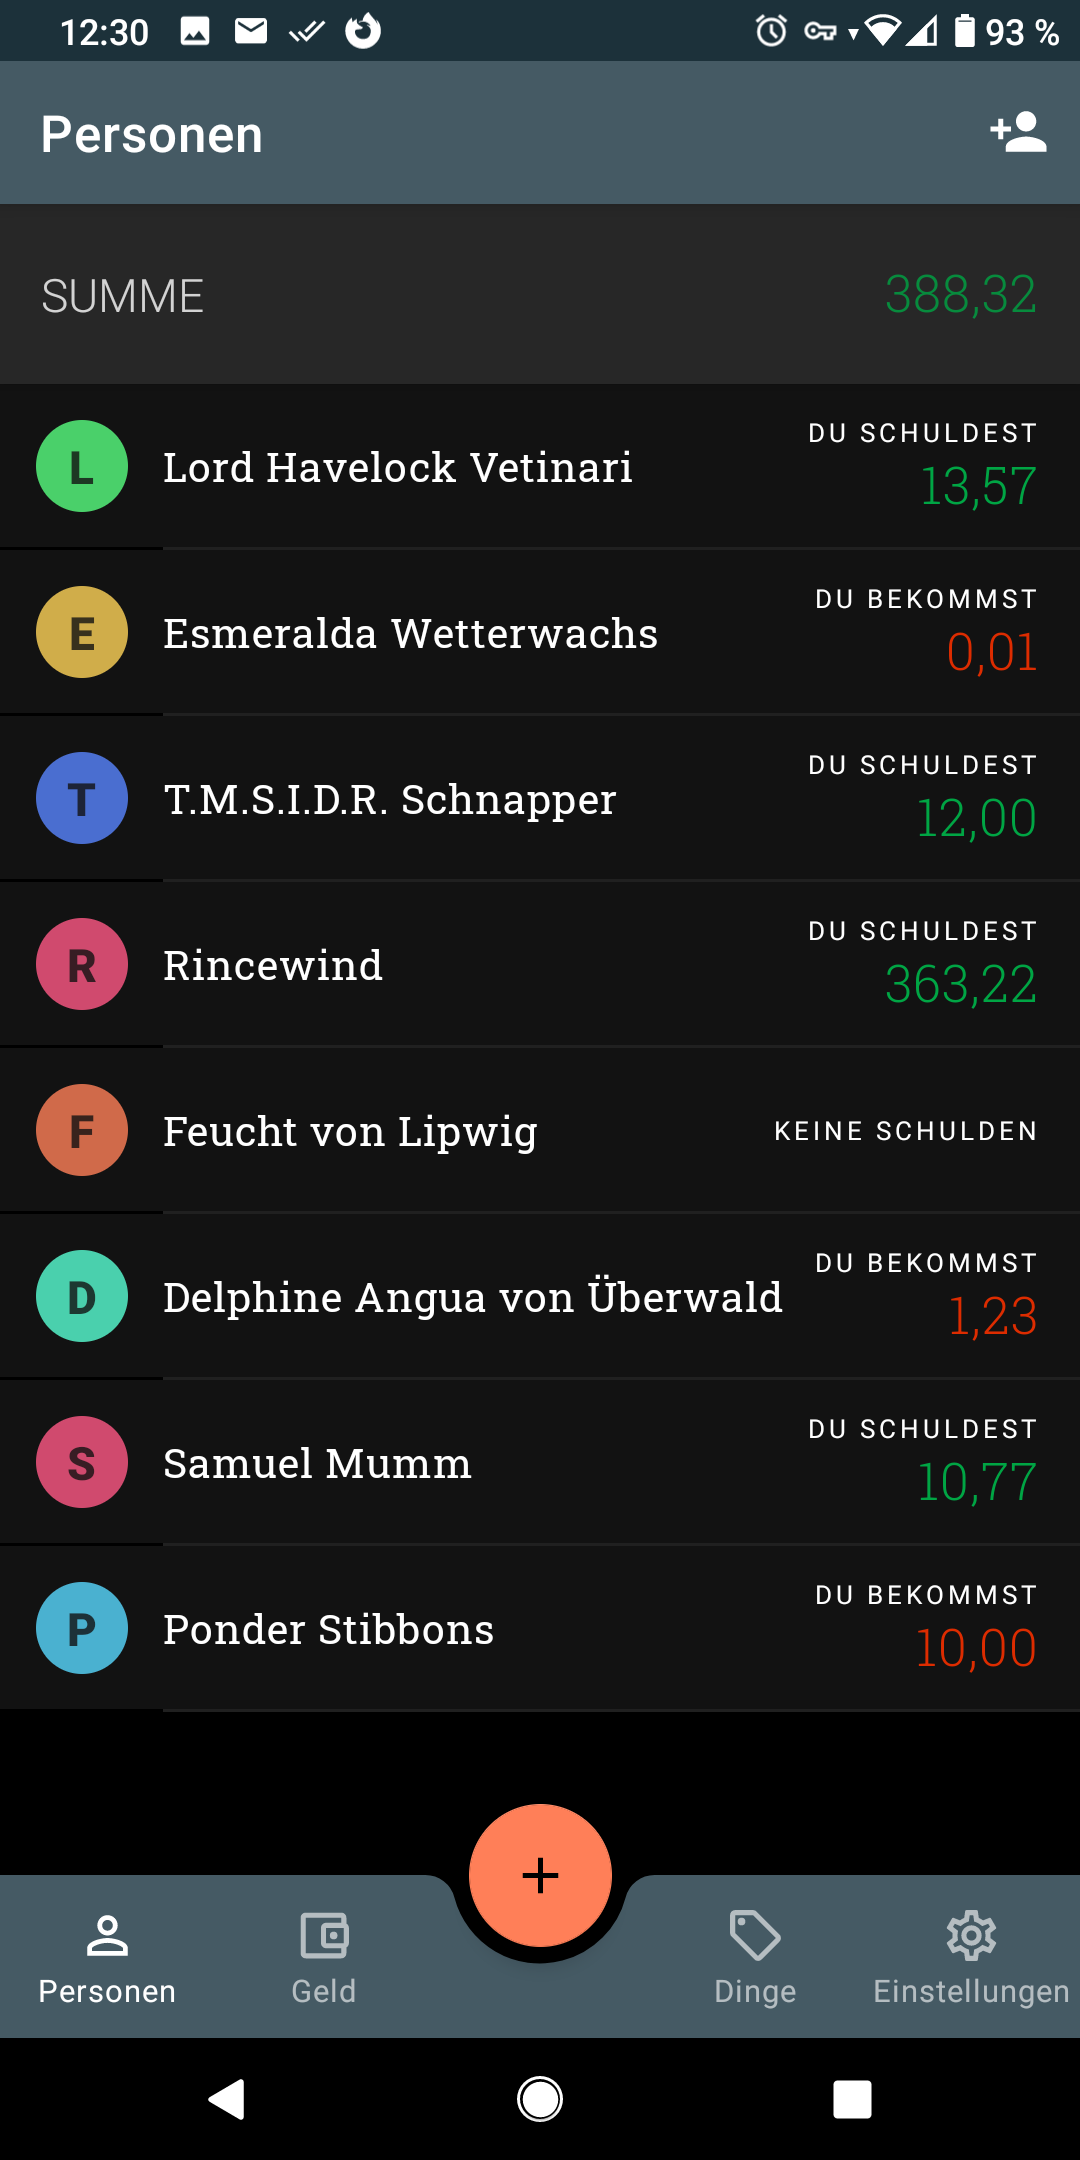 12:30
93 %
Personen
SUMME
388,32
L
Lord Havelock Vetinari
DU SCHULDEST
13,57
E
Esmeralda Wetterwachs
DU BEKOMMST
0,01
T
T.M.S.I.D.R. Schnapper
DU SCHULDEST
12,00
R
Rincewind
DU SCHULDEST
363,22
F
Feucht von Lipwig
KEINE SCHULDEN
D
Delphine Angua von Überwald
DU BEKOMMST
1,23
S
Samuel Mumm
DU SCHULDEST
10,77
P
Ponder Stibbons
DU BEKOMMST
10,00
+
Personen
Geld
Dinge
Einstellungen